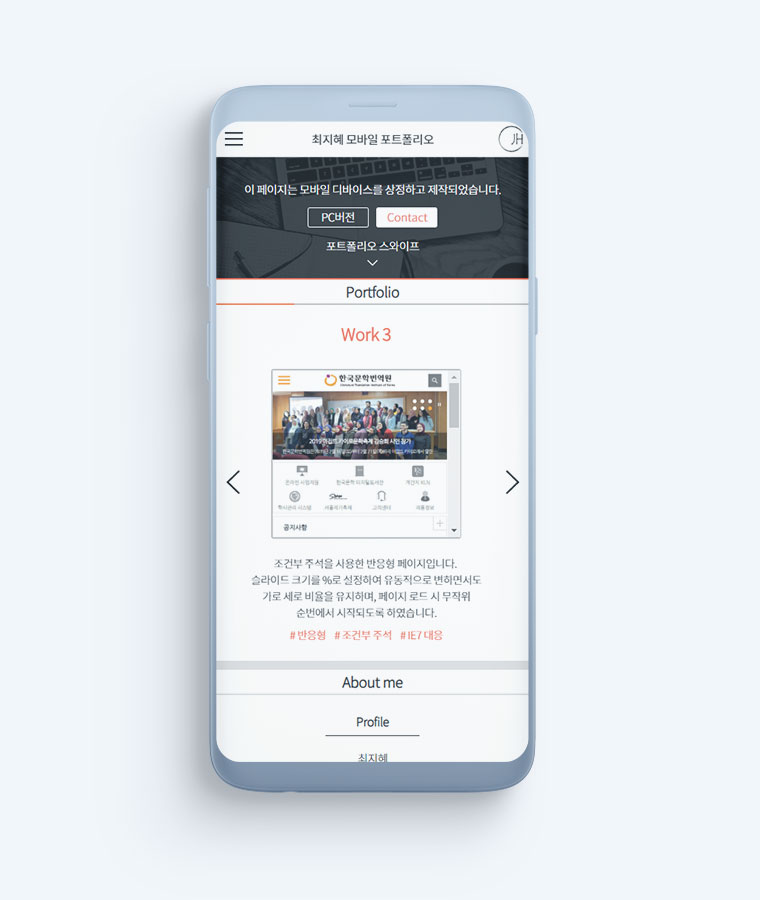 최지혜 모바일 포트폴리오
JH
이 페이지는 모바일 디바이스를 상정하고 제작되었습니다.
PC버전 Contact
포트폴리오 스와이프
Portfolio
Work 3
한국문학번역원
Literature Translation Institute of Korea
공지사항
조건부 주석을 사용한 반응형 페이지입니다.
슬라이드 크기를 %로 설정하여 유동적으로 변하면서도
가로 세로 비율을 유지하며, 페이지 로드 시 무작위
순번에서 시작되도록 하였습니다.
# 반응형 # 조건부 주석 # IE7 대응
About me
Profile
최지혜